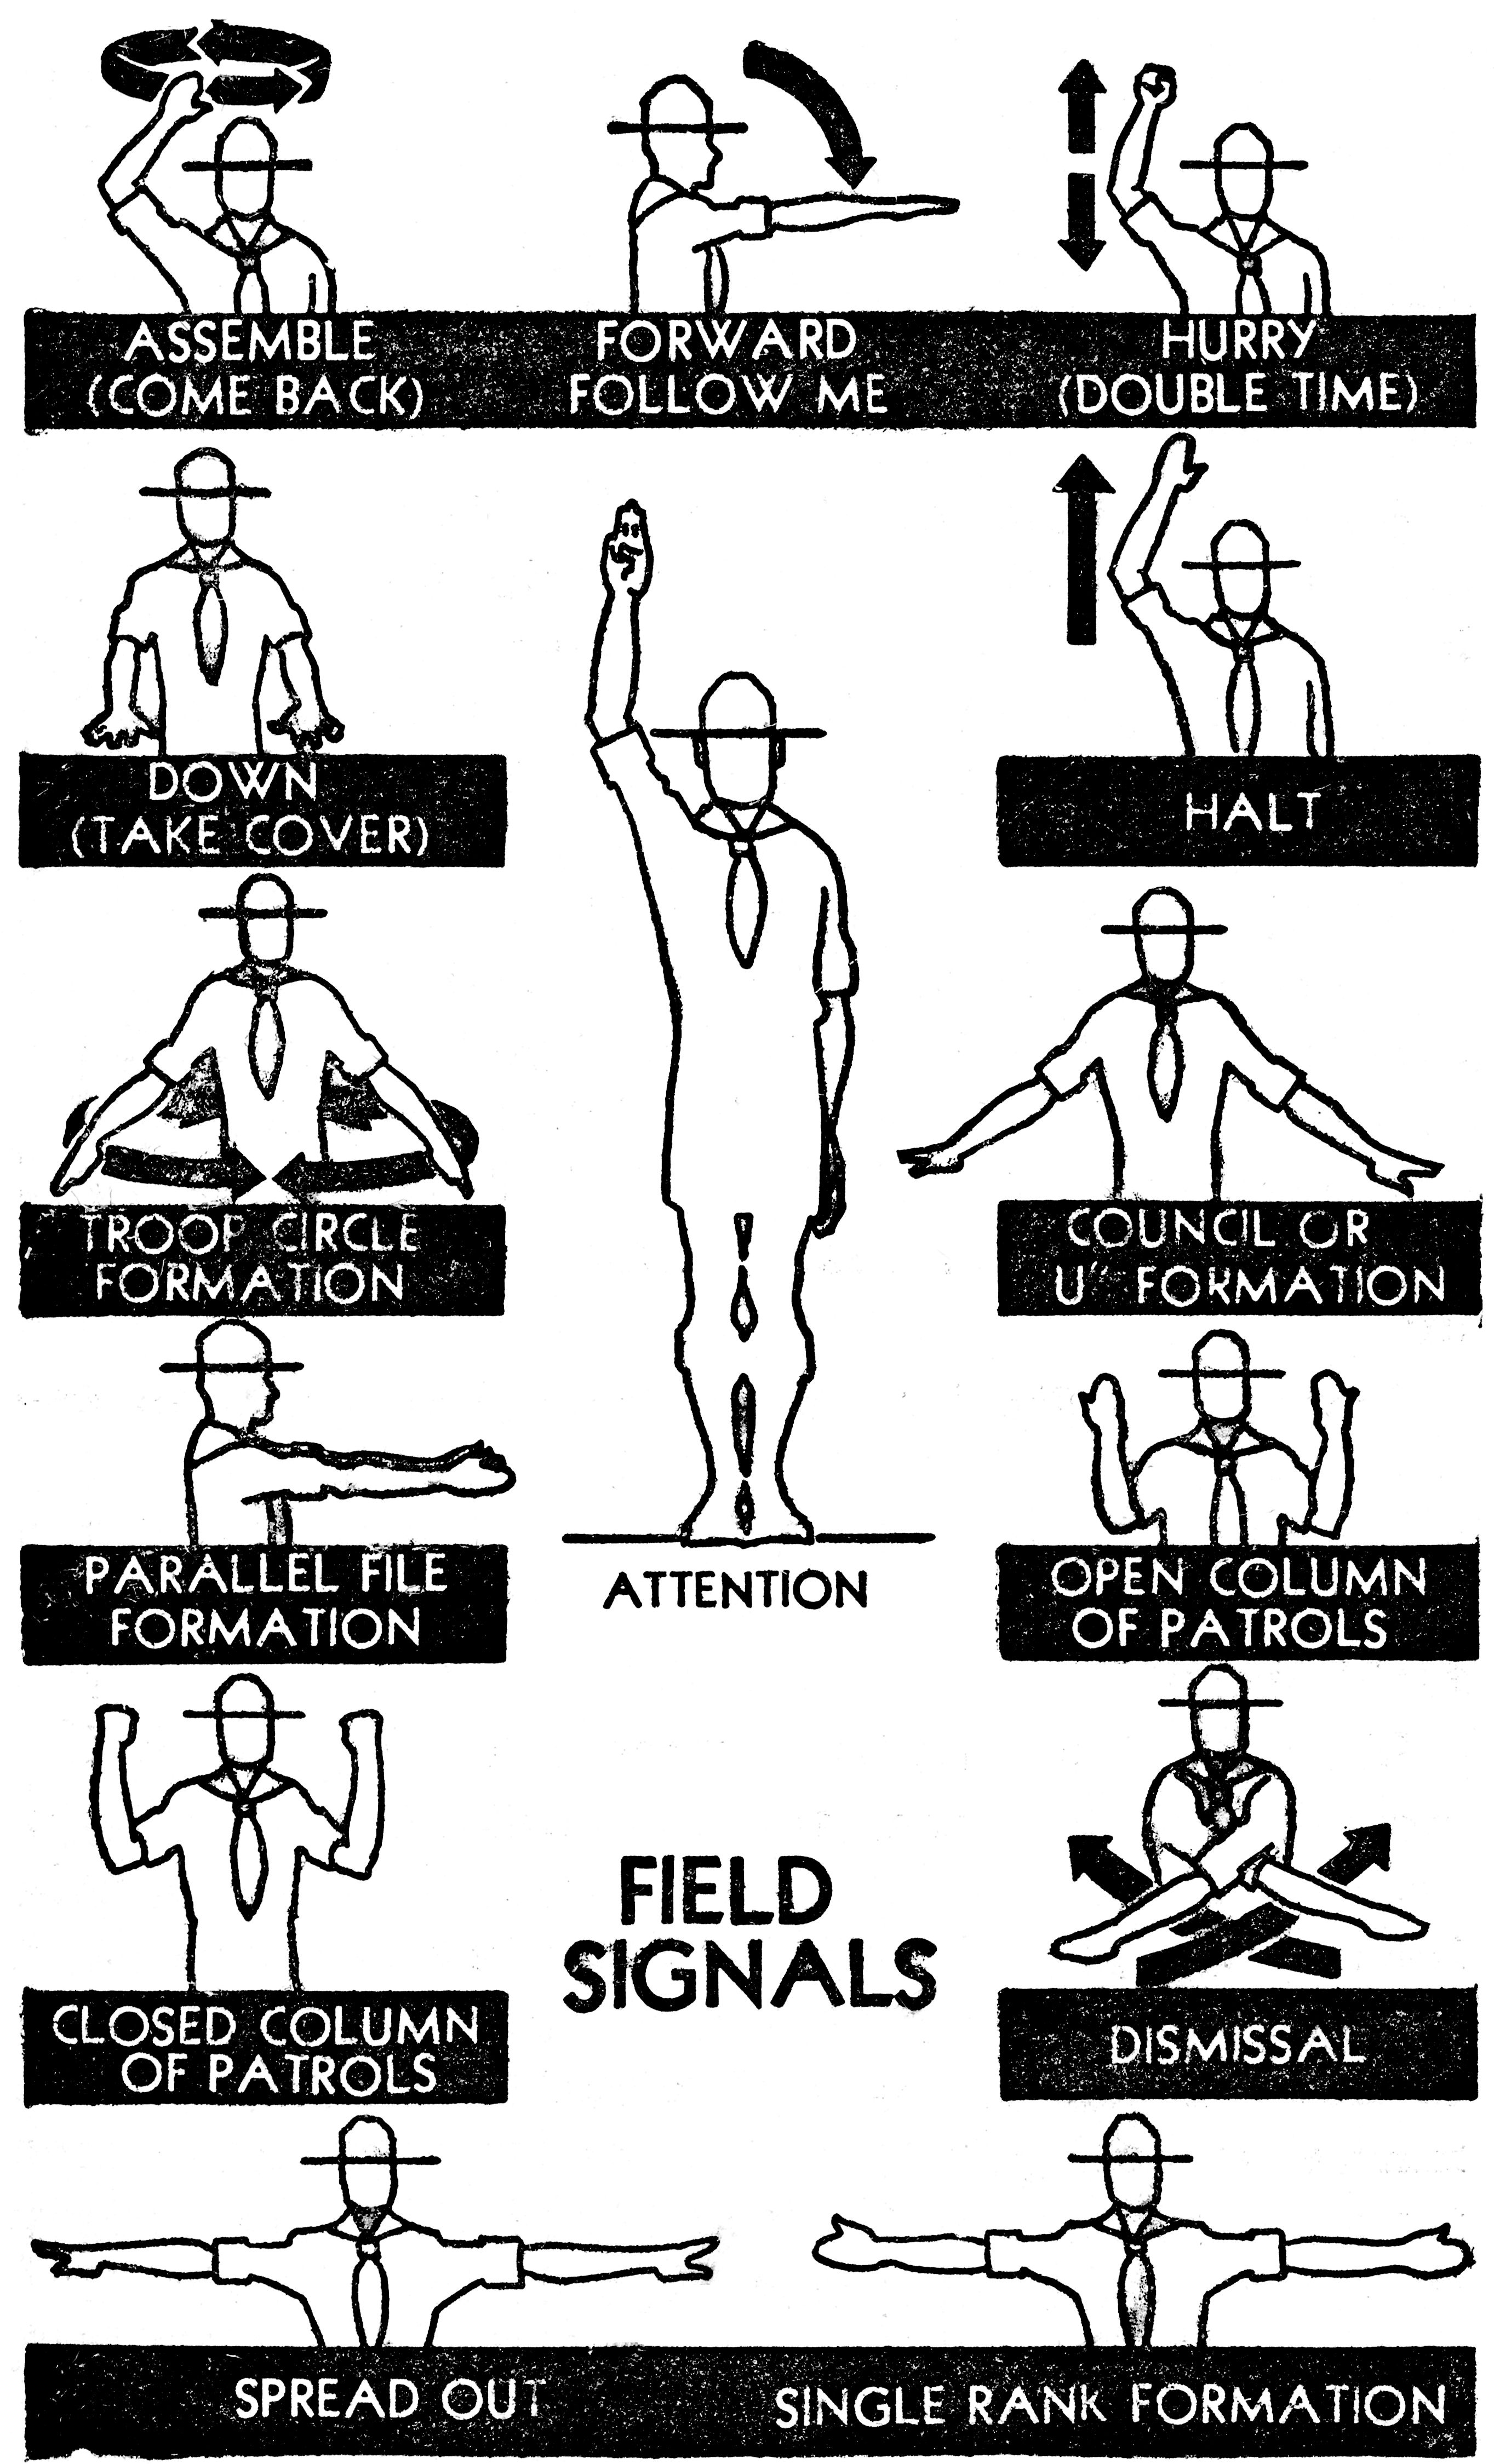 ASSEMBLE
(COME BACK)
FORWARD
FOLLOW ME
HURRY
(DOUBLE TIME)
DOWN
(TAKE COVER)
HALT
TROOP CIRCLE
FORMATION
COUNCIL OR
U" FORMATION
PARALLEL FILE
FORMATION
ATTENTION
OPEN COLUMN
OF PATROLS
CLOSED COLUMN
OF PATROLS
FIELD
SIGNALS
DISMISSAL
SPREAD OUT
SINGLE RANK FORMATION